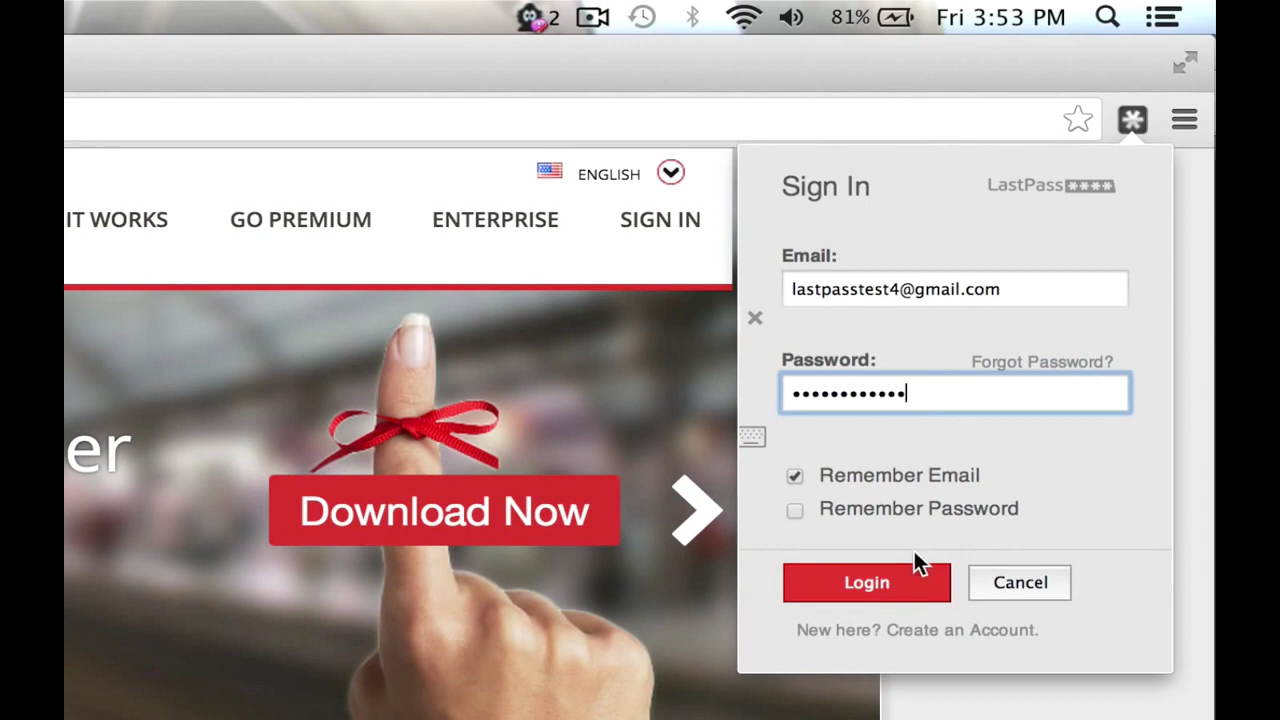 2 81% Fri 3:53 PM
ENGLISH
IT WORKS GO PREMIUM ENTERPRISE SIGN IN
er
Download Now
Sign In LastPass****
Email:
lastpasstest4@gmail.com
Password: Forgot Password?
••••••••••••
Remember Email
Remember Password
Login Cancel
New here? Create an Account.